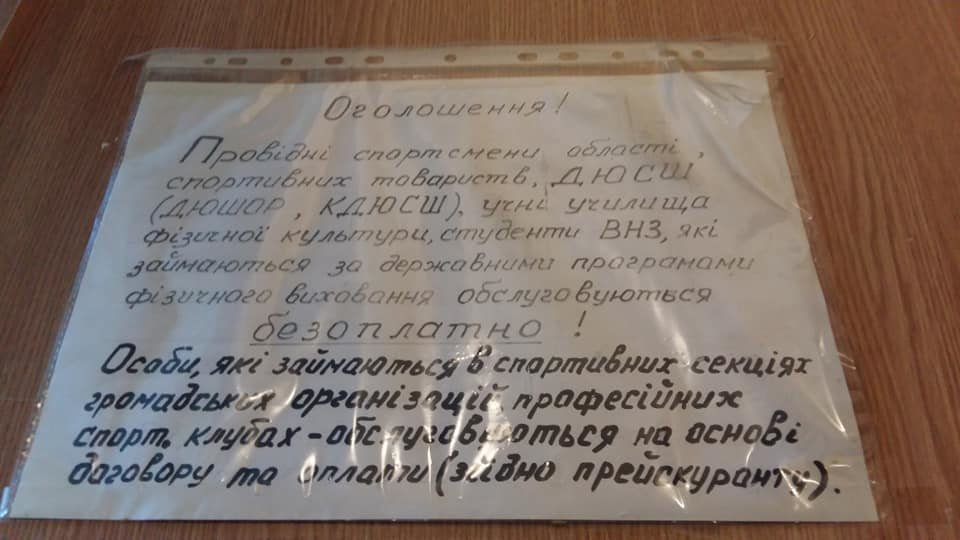 Оголошення!
Провідні спортсмени області,
спортивних товариств, ДЮСШ
(ДЮШОР, КДЮСШ), учні училища
фізичної культури, студенти ВНЗ, які
займаються за державними програмами
фізичного виховання обслуговуються
безоплатно!
Особи, які займаються в спортивних секціях
громадських організацій професійних
спорт. клубах - обслуговуються на основі
договору та оплати (згідно прейскуранту).